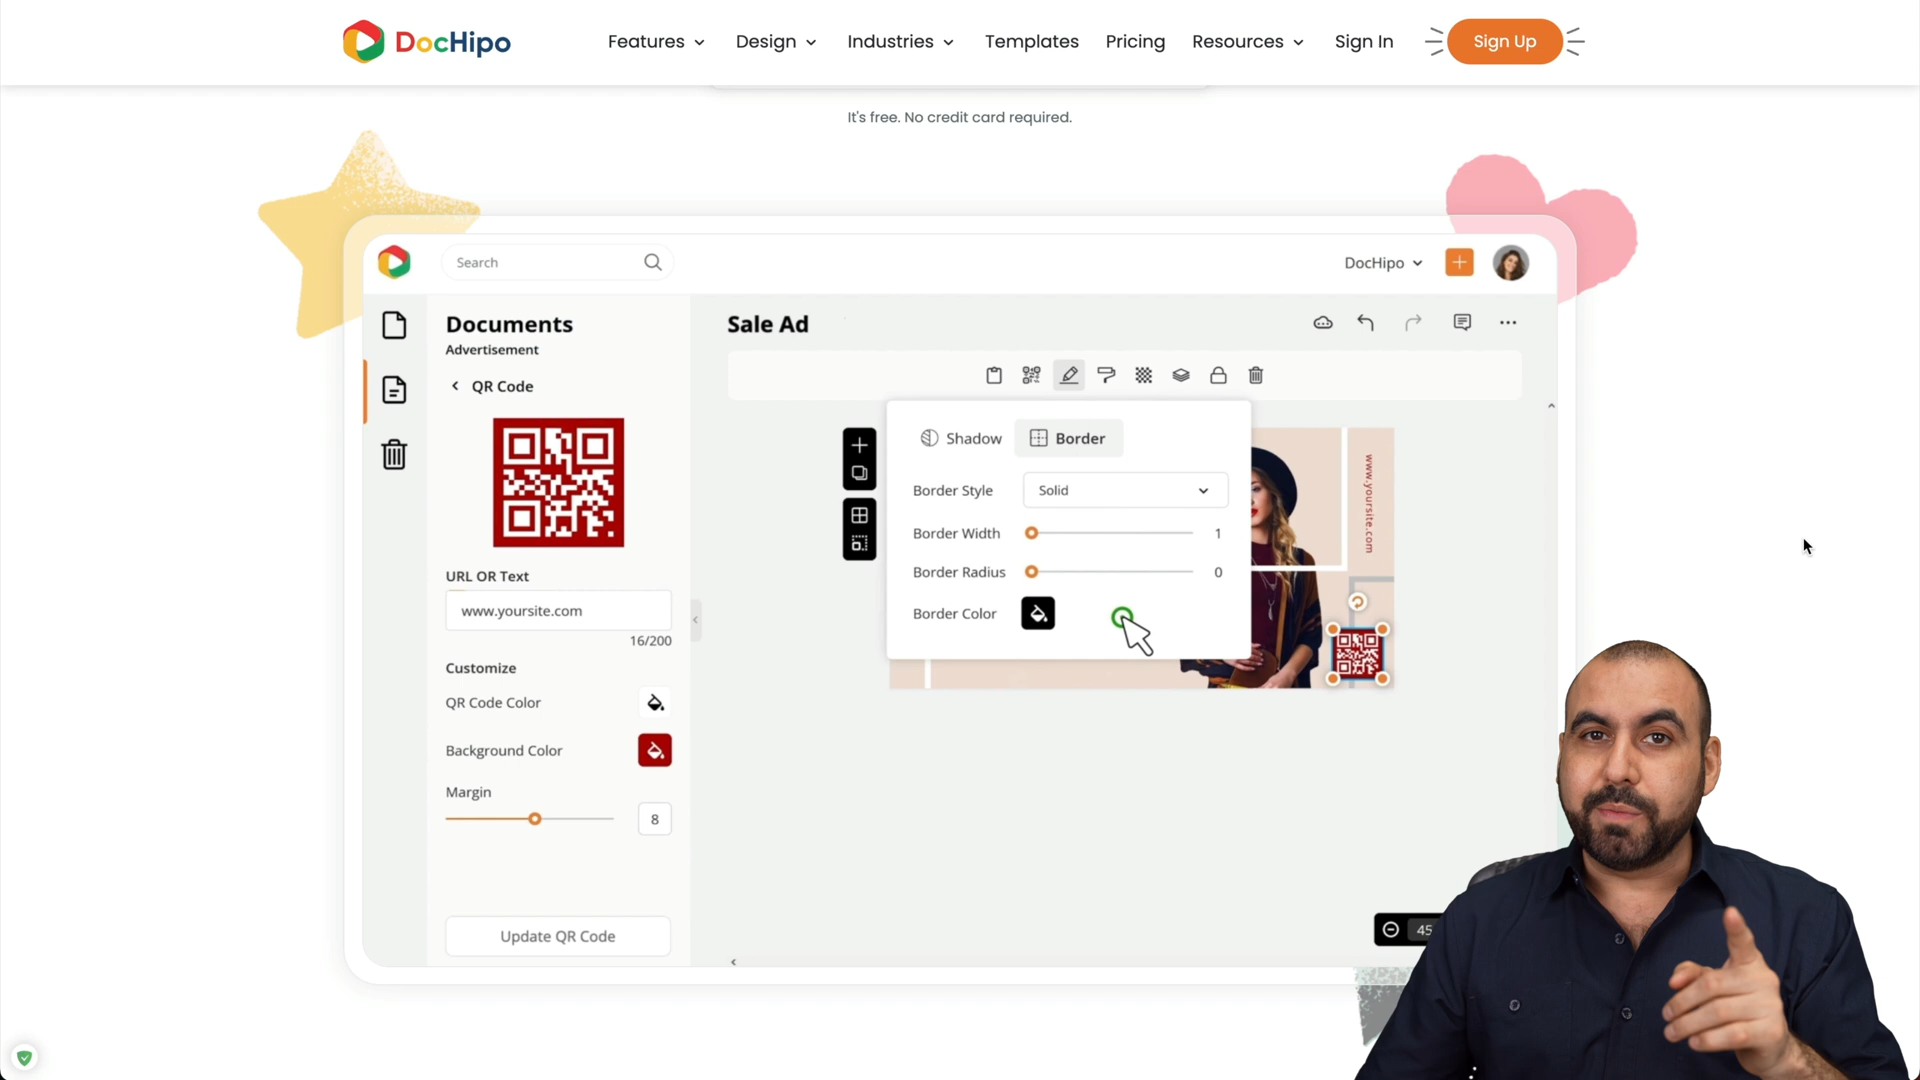 DocHipo
Features
Design
Industries
Templates
Pricing
Resources
Sign In
Sign Up
It's free. No credit card required.
Search
DocHipo
Documents
Advertisement
QR Code
URL OR Text
www.yoursite.com
16/200
Customize
QR Code Color
Background Color
Margin
8
Update QR Code
Sale Ad
Shadow
Border
Border Style
Solid
Border Width
1
Border Radius
0
Border Color
www.yoursite.com
45